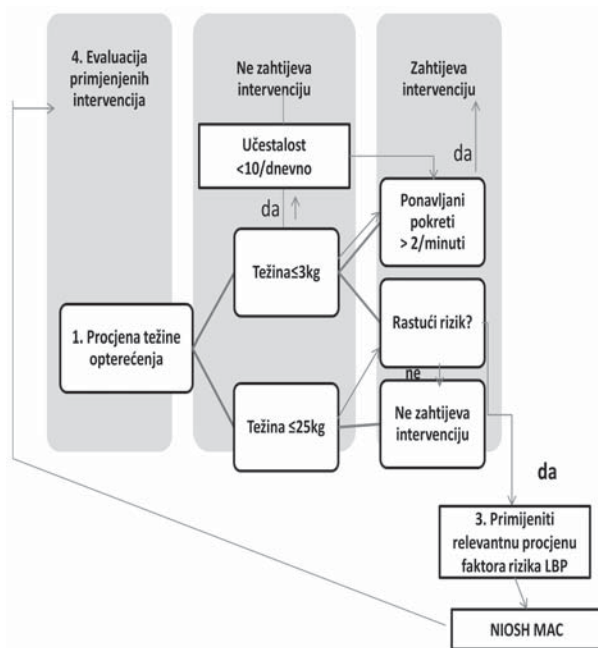 4. Evaluacija
primjenjenih
intervencija
Ne zahtijeva
intervenciju
Zahtijeva
intervenciju
Učestalost
<10/dnevno
da
da
Ponavljani
pokreti
> 2/minuti
Težina≤3kg
1. Procjena težine
opterećenja
Rastući rizik?
ne
Težina ≤25kg
Ne zahtijeva
intervenciju
da
3. Primijeniti
relevantnu procjenu
faktora rizika LBP
NIOSH MAC